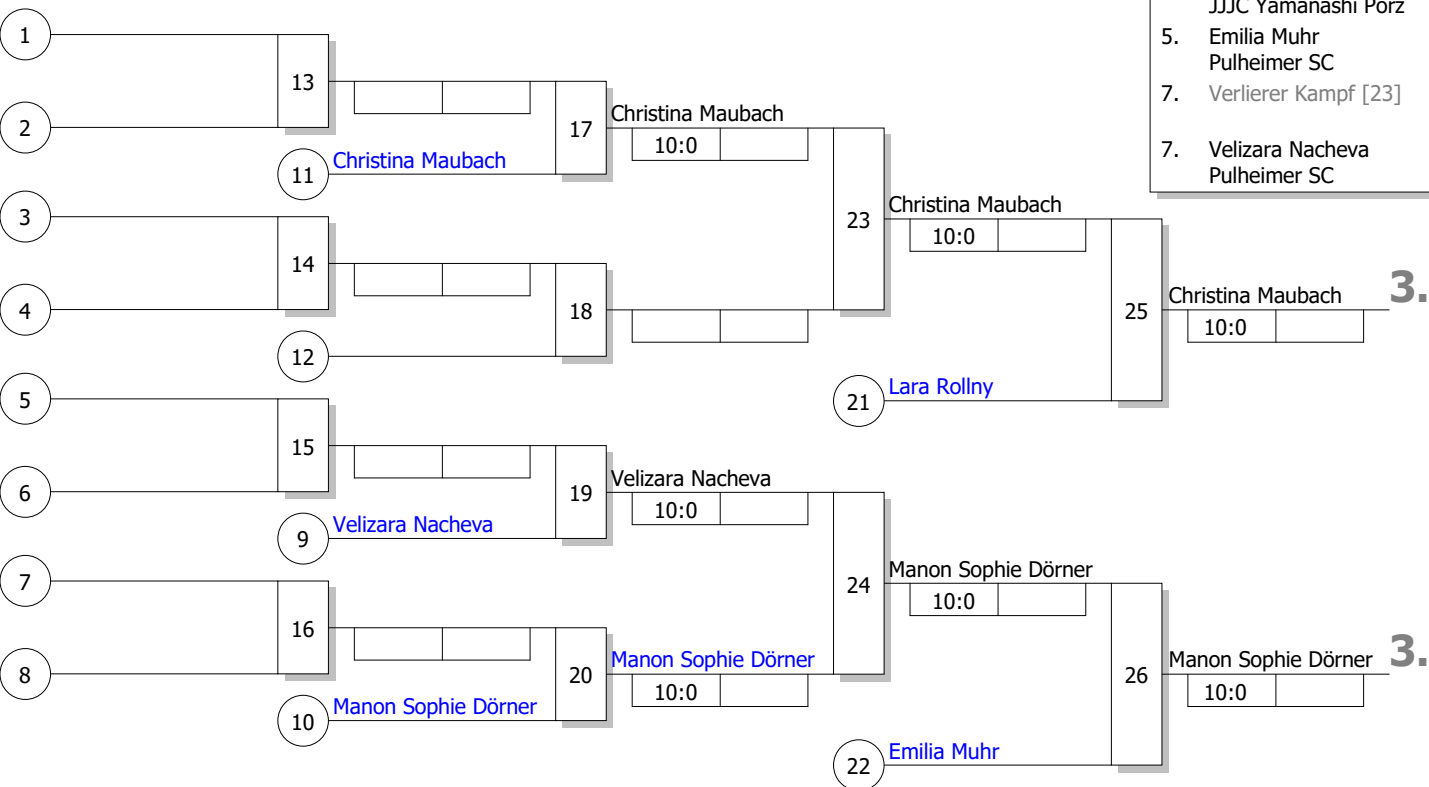 JJJC Yamanashi Porz
5. Emilia Muhr
Pulheimer SC
7. Verlierer Kampf [23]
7. Velizara Nacheva
Pulheimer SC
1
13
2
17
Christina Maubach
10:0
11
Christina Maubach
3
23
Christina Maubach
10:0
14
4
18
25
Christina Maubach
3.
10:0
12
5
21
Lara Rollny
15
6
19
Velizara Nacheva
10:0
9
Velizara Nacheva
7
24
Manon Sophie Dörner
10:0
16
8
20
Manon Sophie Dörner
10:0
26
Manon Sophie Dörner
3.
10:0
10
Manon Sophie Dörner
22
Emilia Muhr